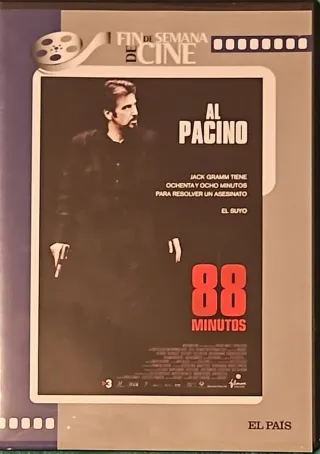 FIN DE SEMANA
DE CINE
AL
PACINO
JACK GRAMM TIENE
OCHENTA Y OCHO MINUTOS
PARA RESOLVER UN ASESINATO
EL SUYO
88
MINUTOS
EL PAÍS